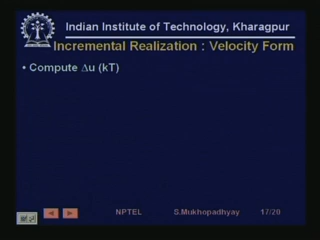 Indian Institute of Technology, Kharagpur
Incremental Realization : Velocity Form
• Compute Δu (kT)
NPTEL S.Mukhopadhyay 17/20